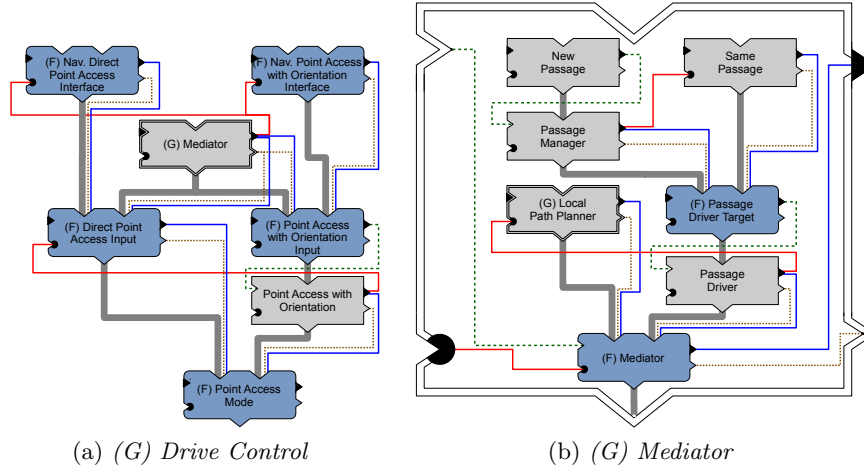 (F) Nav. Direct
Point Access
Interface
(F) Nav. Point Access
with Orientation
Interface
(G) Mediator
(F) Direct Point
Access Input
(F) Point Access
with Orientation
Input
Point Access with
Orientation
(F) Point Access
Mode
(a) (G) Drive Control
New
Passage
Same
Passage
Passage
Manager
(G) Local
Path Planner
(F) Passage
Driver Target
Passage
Driver
(F) Mediator
(b) (G) Mediator